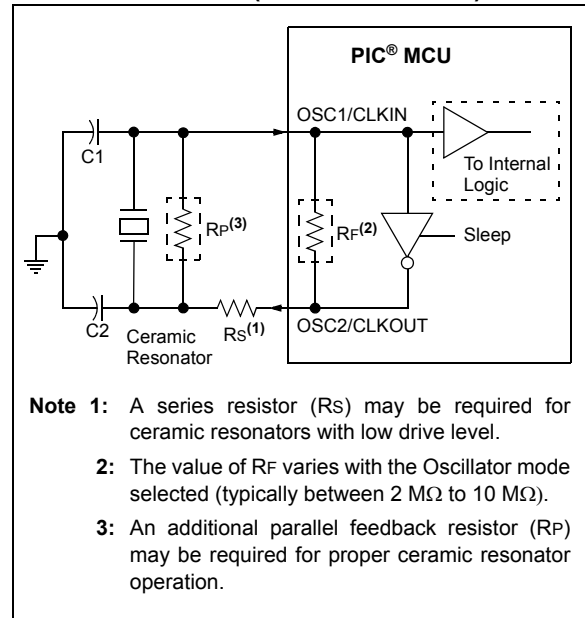 PIC® MCU
OSC1/CLKIN
C1
To Internal
Logic
RP(3)
RF(2)
Sleep
C2
Ceramic
Resonator
RS(1)
OSC2/CLKOUT
Note 1: A series resistor (RS) may be required for
ceramic resonators with low drive level.
2: The value of RF varies with the Oscillator mode
selected (typically between 2 MΩ to 10 MΩ).
3: An additional parallel feedback resistor (RP)
may be required for proper ceramic resonator
operation.